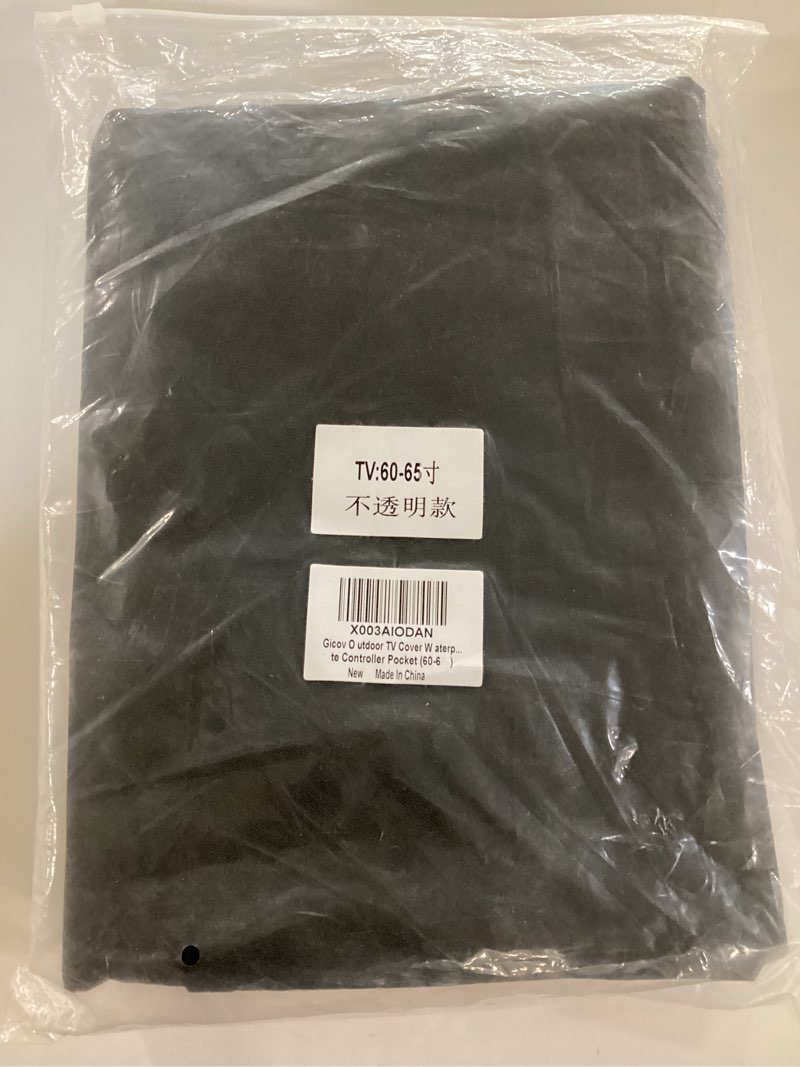 TV:60-65寸
不透明款
X003AIODAN
Gicov O utdoor TV Cover W aterp...
te Controller Pocket (60-6 )
New Made In China